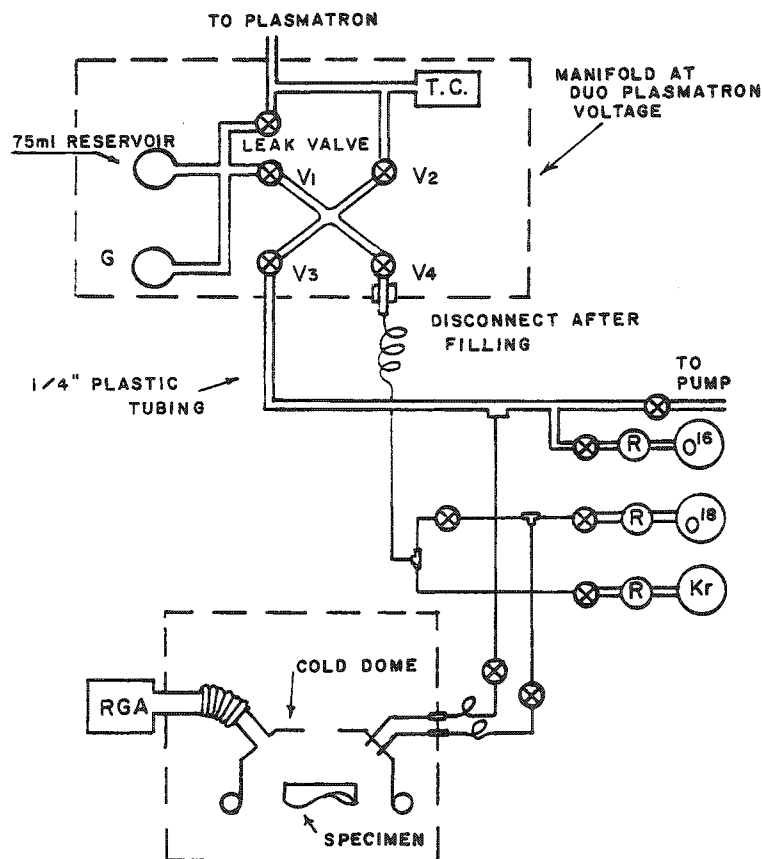 TO PLASMATRON
T.C.
MANIFOLD AT
DUO PLASMATRON
VOLTAGE
75ml RESERVOIR
LEAK VALVE
V1
V2
G
V3
V4
DISCONNECT AFTER
FILLING
1/4" PLASTIC
TUBING
TO
PUMP
R
O16
R
O18
R
Kr
COLD DOME
RGA
SPECIMEN